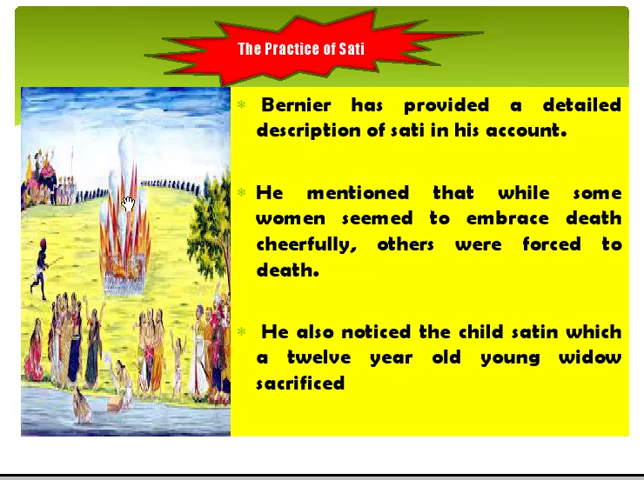 The Practice of Sati
* Bernier has provided a detailed
description of sati in his account.
* He mentioned that while some
women seemed to embrace death
cheerfully, others were forced to
death.
* He also noticed the child satin which
a twelve year old young widow
sacrificed